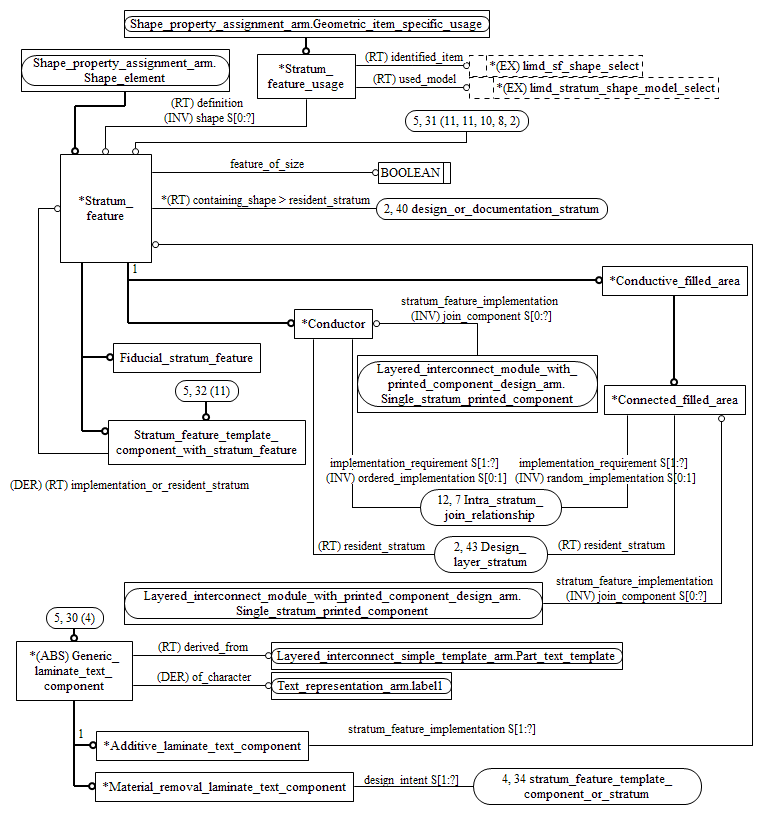 Shape_property_assignment_arm.Geometric_item_specific_usage
Shape_property_assignment_arm.
Shape_element
*Stratum_
feature_usage
(RT) identified_item
*(EX) limd_sf_shape_select
(RT) used_model
*(EX) limd_stratum_shape_model_select
(RT) definition
(INV) shape S[0:?]
5, 31 (11, 11, 10, 8, 2)
*Stratum_
feature
feature_of_size
BOOLEAN
*(RT) containing_shape > resident_stratum
2, 40 design_or_documentation_stratum
1
*Conductive_filled_area
stratum_feature_implementation
(INV) join_component S[0:?]
*Conductor
Fiducial_stratum_feature
Layered_interconnect_module_with_
printed_component_design_arm.
Single_stratum_printed_component
*Connected_filled_area
5, 32 (11)
Stratum_feature_template_
component_with_stratum_feature
(DER) (RT) implementation_or_resident_stratum
implementation_requirement S[1:?]
(INV) ordered_implementation S[0:1]
implementation_requirement S[1:?]
(INV) random_implementation S[0:1]
12, 7 Intra_stratum_
join_relationship
(RT) resident_stratum
2, 43 Design_
layer_stratum
(RT) resident_stratum
stratum_feature_implementation
(INV) join_component S[0:?]
Layered_interconnect_module_with_printed_component_design_arm.
Single_stratum_printed_component
5, 30 (4)
*(ABS) Generic_
laminate_text_
component
(RT) derived_from
Layered_interconnect_simple_template_arm.Part_text_template
(DER) of_character
Text_representation_arm.label1
1
*Additive_laminate_text_component
stratum_feature_implementation S[1:?]
*Material_removal_laminate_text_component
design_intent S[1:?]
4, 34 stratum_feature_template_
component_or_stratum